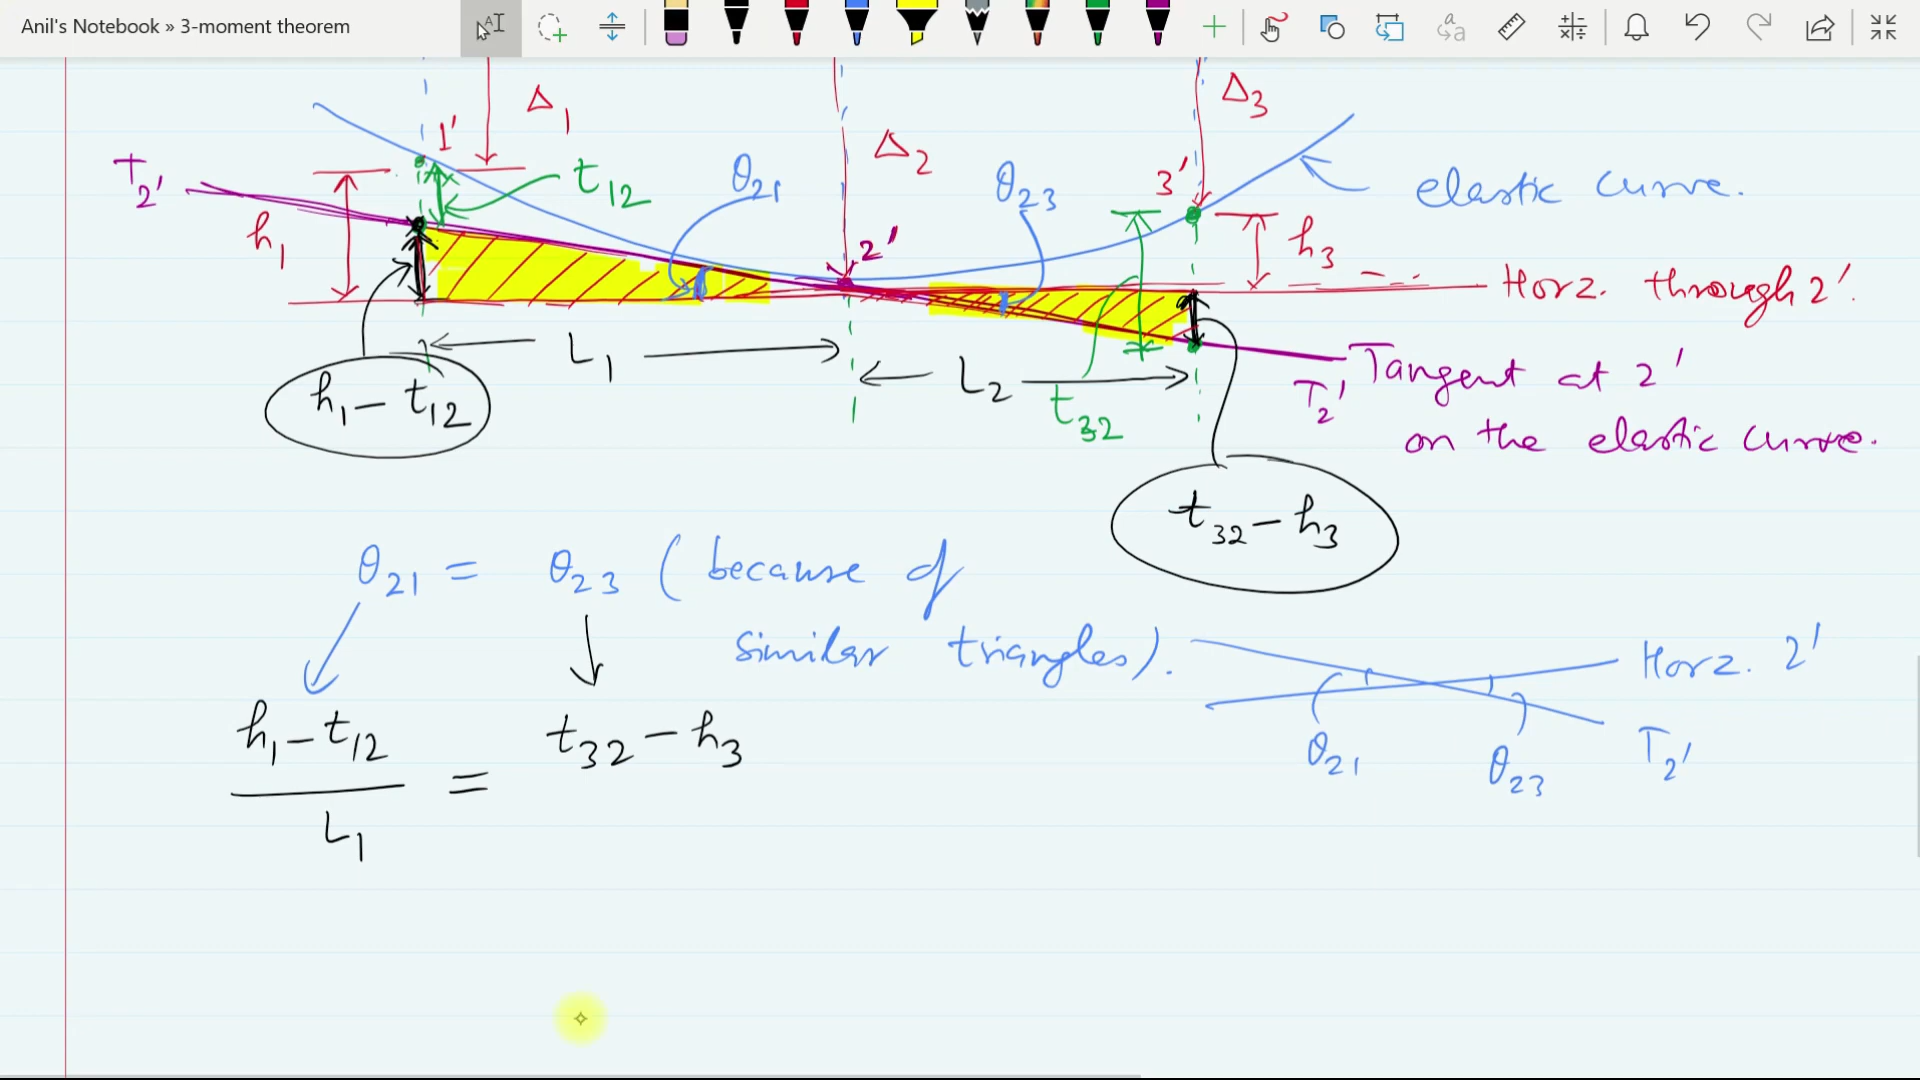 Anil's Notebook » 3-moment theorem
Δ1
Δ2
Δ3
1'
T2'
t12
θ21
θ23
3'
elastic curve.
h1
2'
h3
Horz. through 2'.
L1
L2
t32
T2'
Tangent at 2'
on the elastic curve.
h1 - t12
t32 - h3
θ21 = θ23 (because of
similar triangles).
Horz. 2'
T2'
θ21
θ23
h1 - t12 / L1 = t32 - h3